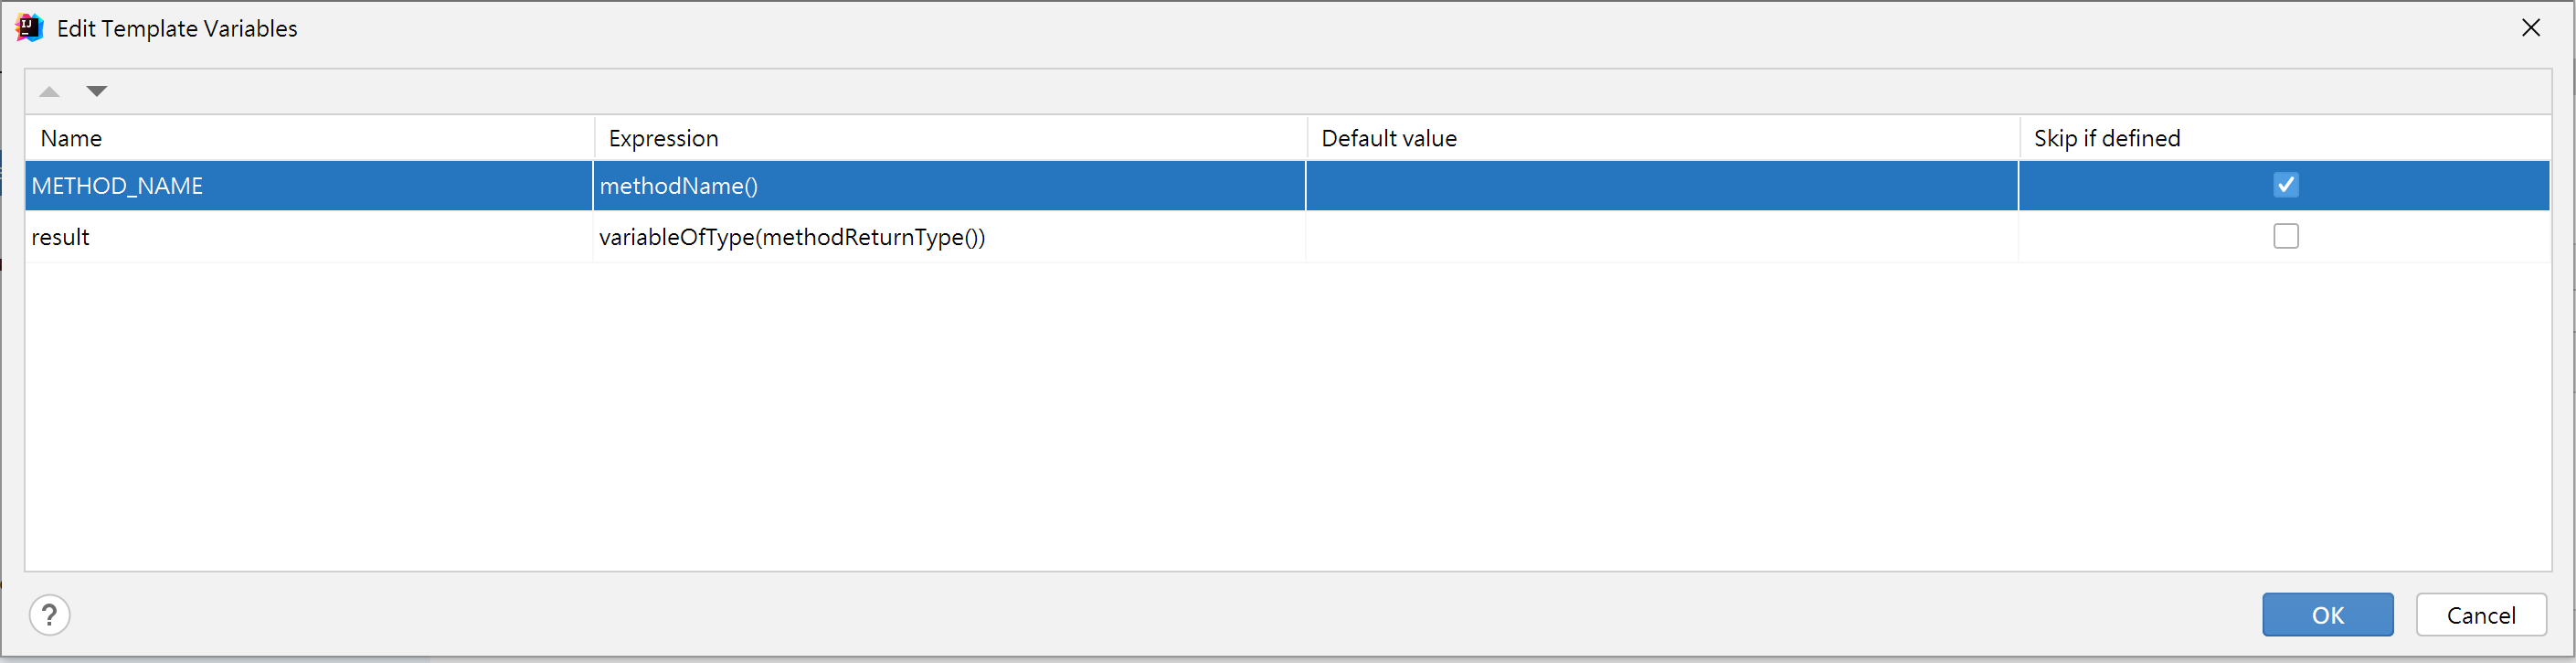 Edit Template Variables
Name Expression Default value Skip if defined
METHOD_NAME methodName()
result variableOfType(methodReturnType())
? OK Cancel